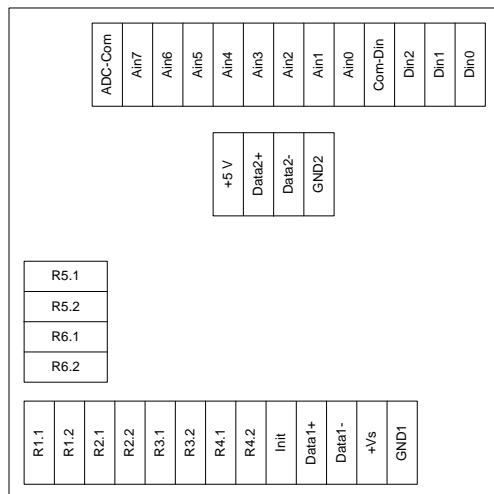 ADC-Com
Ain7
Ain6
Ain5
Ain4
Ain3
Ain2
Ain1
Ain0
Com-Din
Din2
Din1
Din0
+5 V
Data2+
Data2-
GND2
R5.1
R5.2
R6.1
R6.2
R1.1
R1.2
R2.1
R2.2
R3.1
R3.2
R4.1
R4.2
Init
Data1+
Data1-
+Vs
GND1